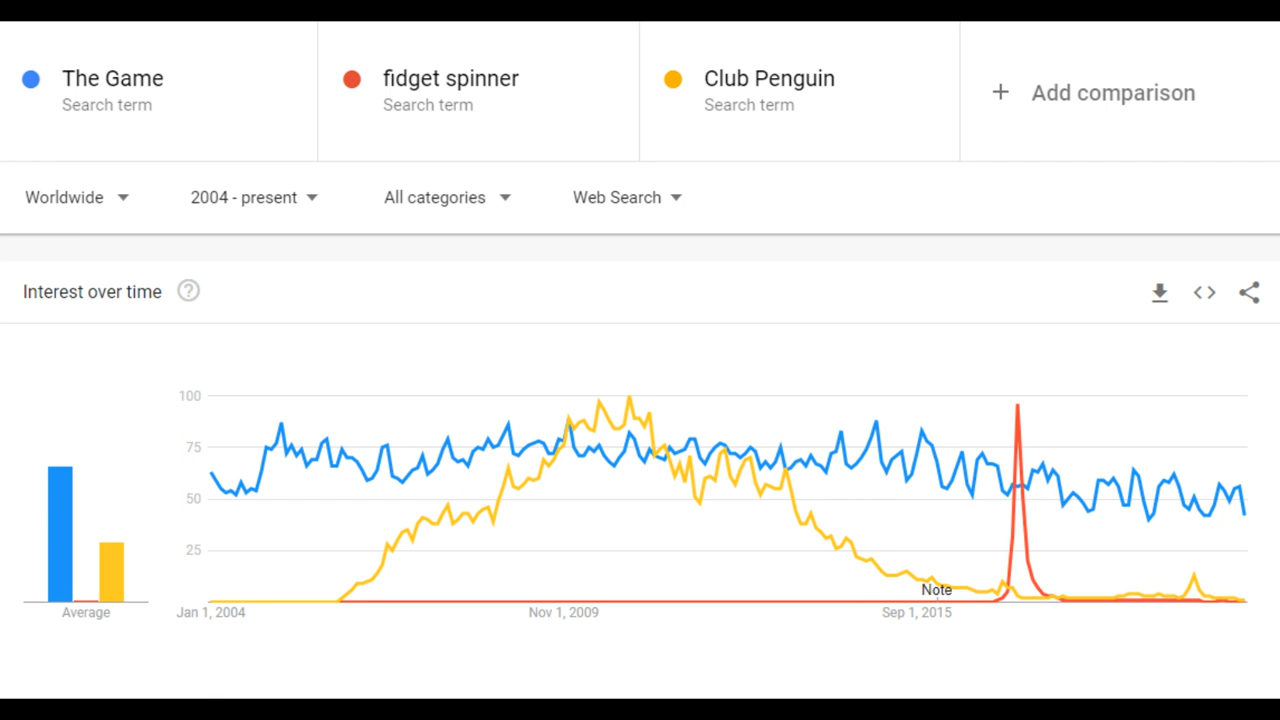 The Game
Search term
fidget spinner
Search term
Club Penguin
Search term
+ Add comparison
Worldwide
2004 - present
All categories
Web Search
Interest over time
?
100
75
50
25
Note
Average
Jan 1, 2004
Nov 1, 2009
Sep 1, 2015